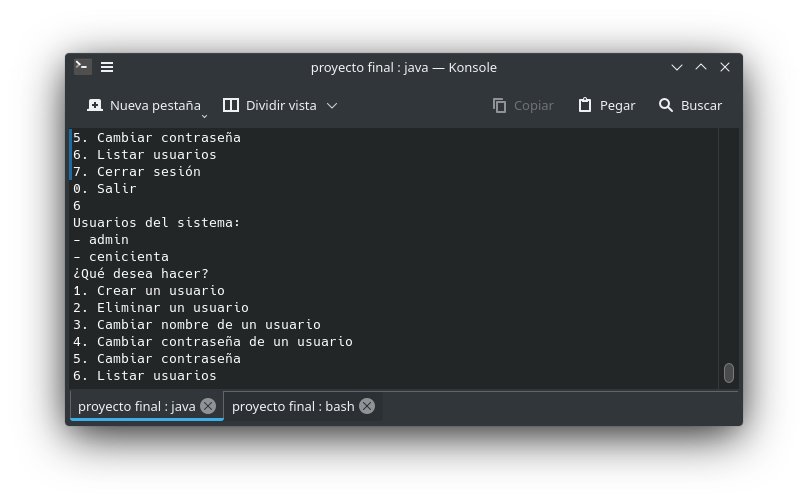 proyecto final : java — Konsole
Nueva pestaña Dividir vista Copiar Pegar Buscar
5. Cambiar contraseña
6. Listar usuarios
7. Cerrar sesión
0. Salir
6
Usuarios del sistema:
- admin
- cenicienta
¿Qué desea hacer?
1. Crear un usuario
2. Eliminar un usuario
3. Cambiar nombre de un usuario
4. Cambiar contraseña de un usuario
5. Cambiar contraseña
6. Listar usuarios
proyecto final : java proyecto final : bash